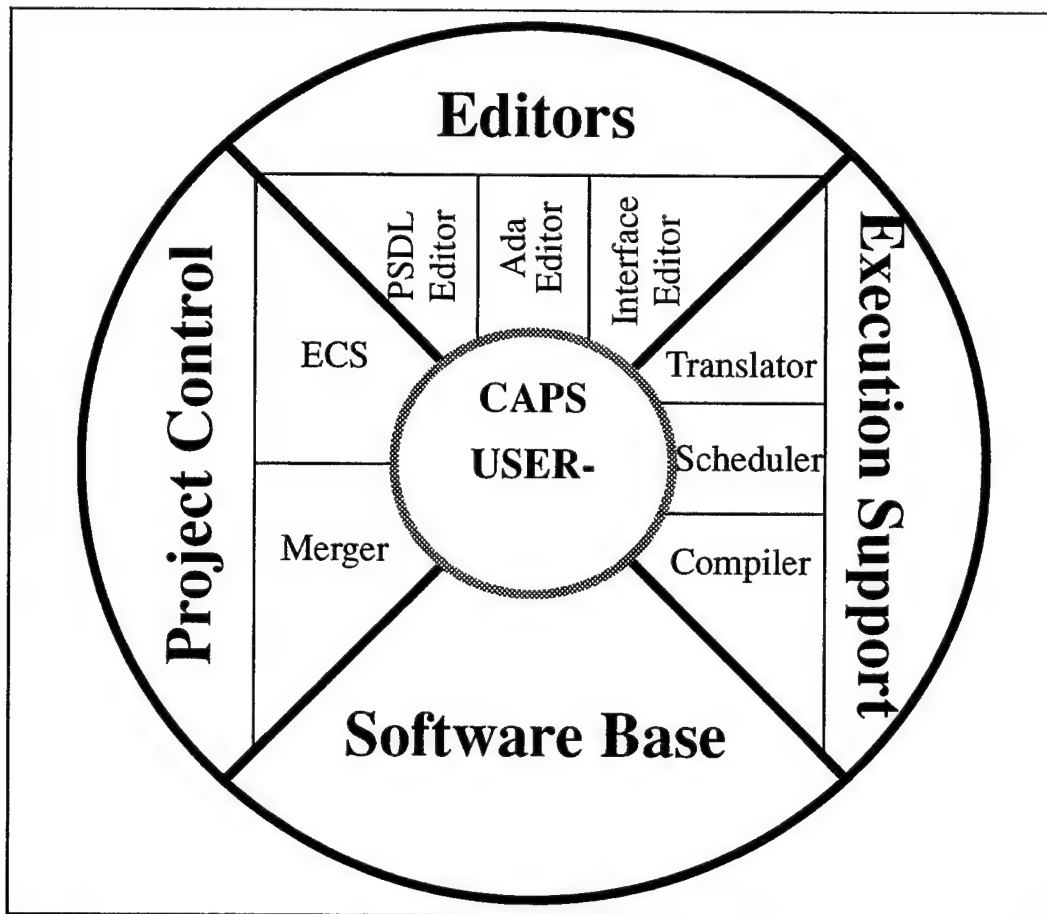 Editors
PSDL
Editor
Ada
Editor
Interface
Editor
Project Control
ECS
Merger
CAPS
USER-
Translator
Scheduler
Compiler
Execution Support
Software Base